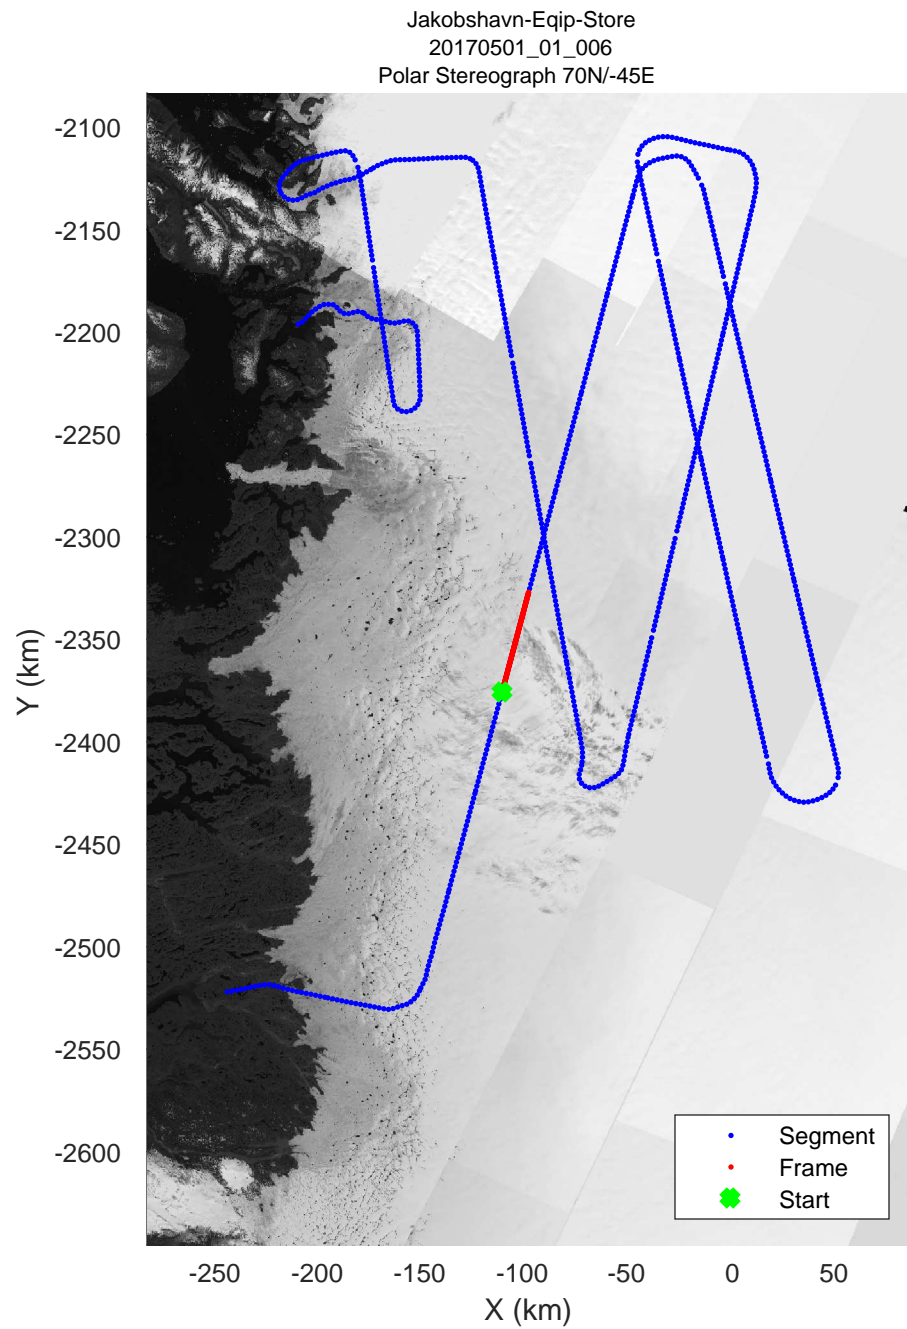 Jakobshavn-Eqip-Store
20170501_01_006
Polar Stereograph 70N/-45E
-2100
-2150
-2200
-2250
-2300
-2350
-2400
-2450
-2500
-2550
-2600
Y (km)
Segment
Frame
Start
-250 -200 -150 -100 -50 0 50
X (km)